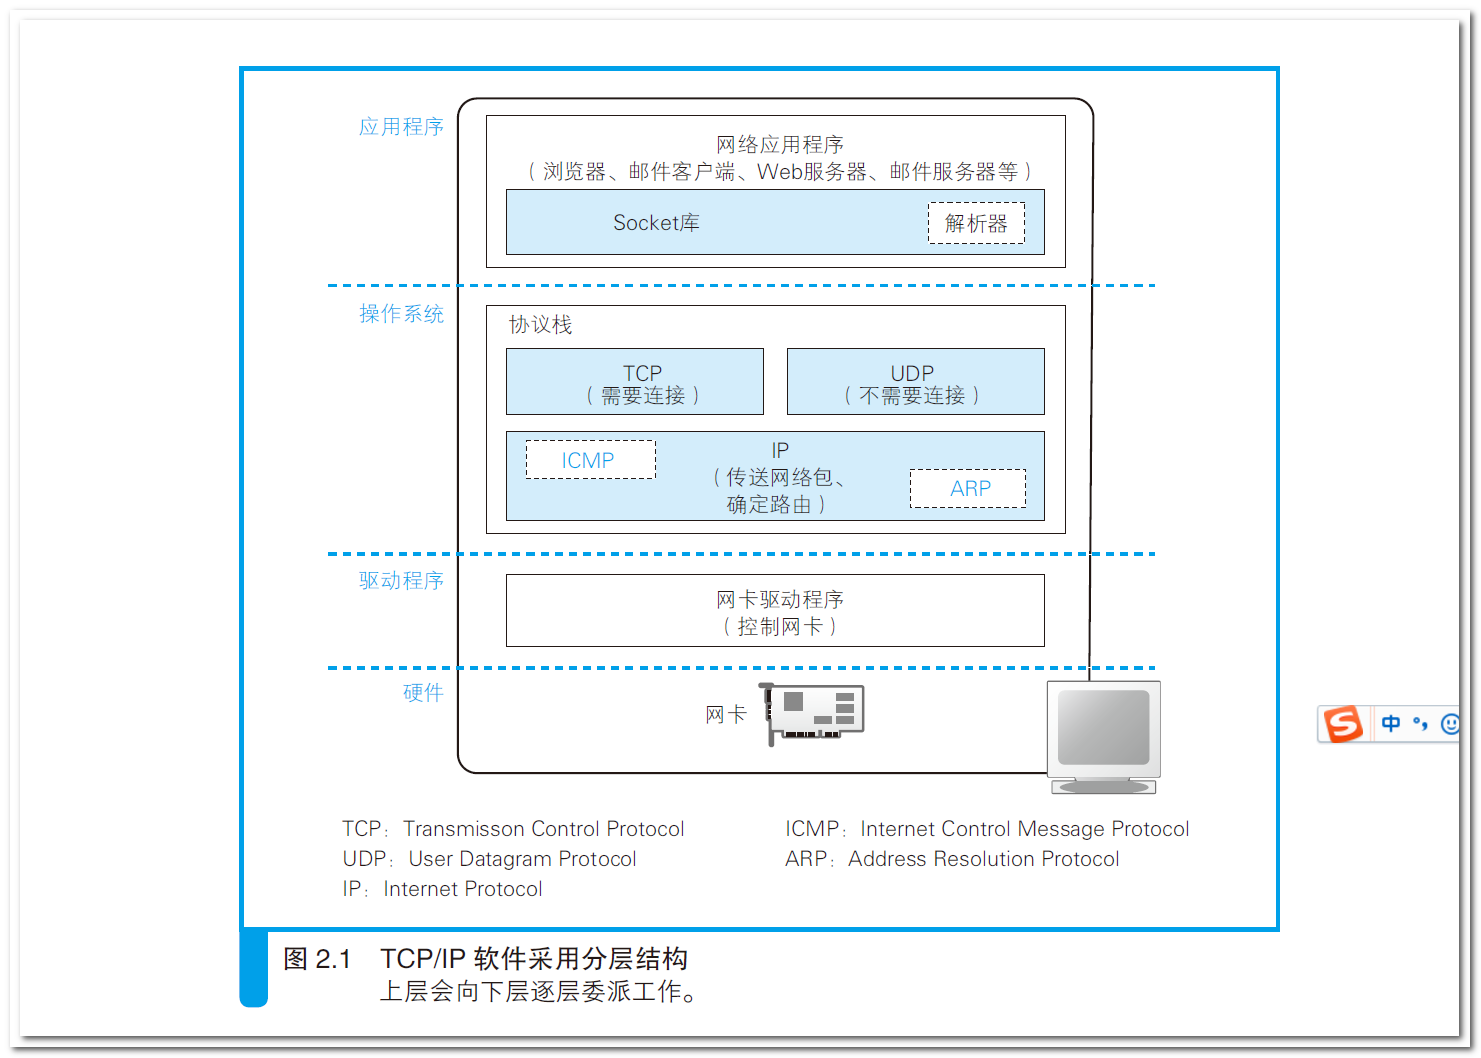 应用程序
网络应用程序
（浏览器、邮件客户端、Web服务器、邮件服务器等）
Socket库
解析器
操作系统
协议栈
TCP
（需要连接）
UDP
（不需要连接）
ICMP
IP
（传送网络包、
确定路由）
ARP
驱动程序
网卡驱动程序
（控制网卡）
硬件
网卡
S 中 °,
TCP：Transmisson Control Protocol
UDP：User Datagram Protocol
IP：Internet Protocol
ICMP：Internet Control Message Protocol
ARP：Address Resolution Protocol
图 2.1 TCP/IP 软件采用分层结构
上层会向下层逐层委派工作。